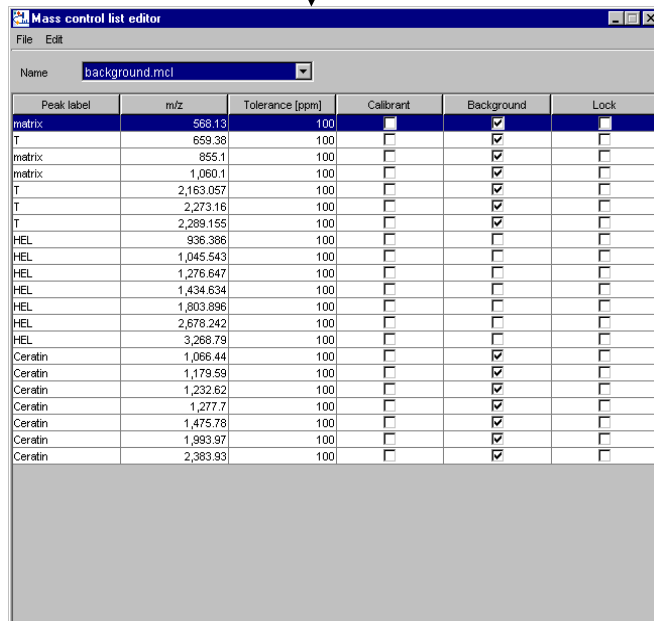 Mass control list editor
File Edit
Name background.mcl
Peak label m/z Tolerance [ppm] Calibrant Background Lock
matrix 568.13 100
T 659.38 100
matrix 855.1 100
matrix 1,060.1 100
T 2,163.057 100
T 2,273.16 100
T 2,289.155 100
HEL 936.386 100
HEL 1,045.543 100
HEL 1,276.647 100
HEL 1,434.634 100
HEL 1,803.896 100
HEL 2,678.242 100
HEL 3,268.79 100
Ceratin 1,066.44 100
Ceratin 1,179.59 100
Ceratin 1,232.62 100
Ceratin 1,277.7 100
Ceratin 1,475.78 100
Ceratin 1,993.97 100
Ceratin 2,383.93 100